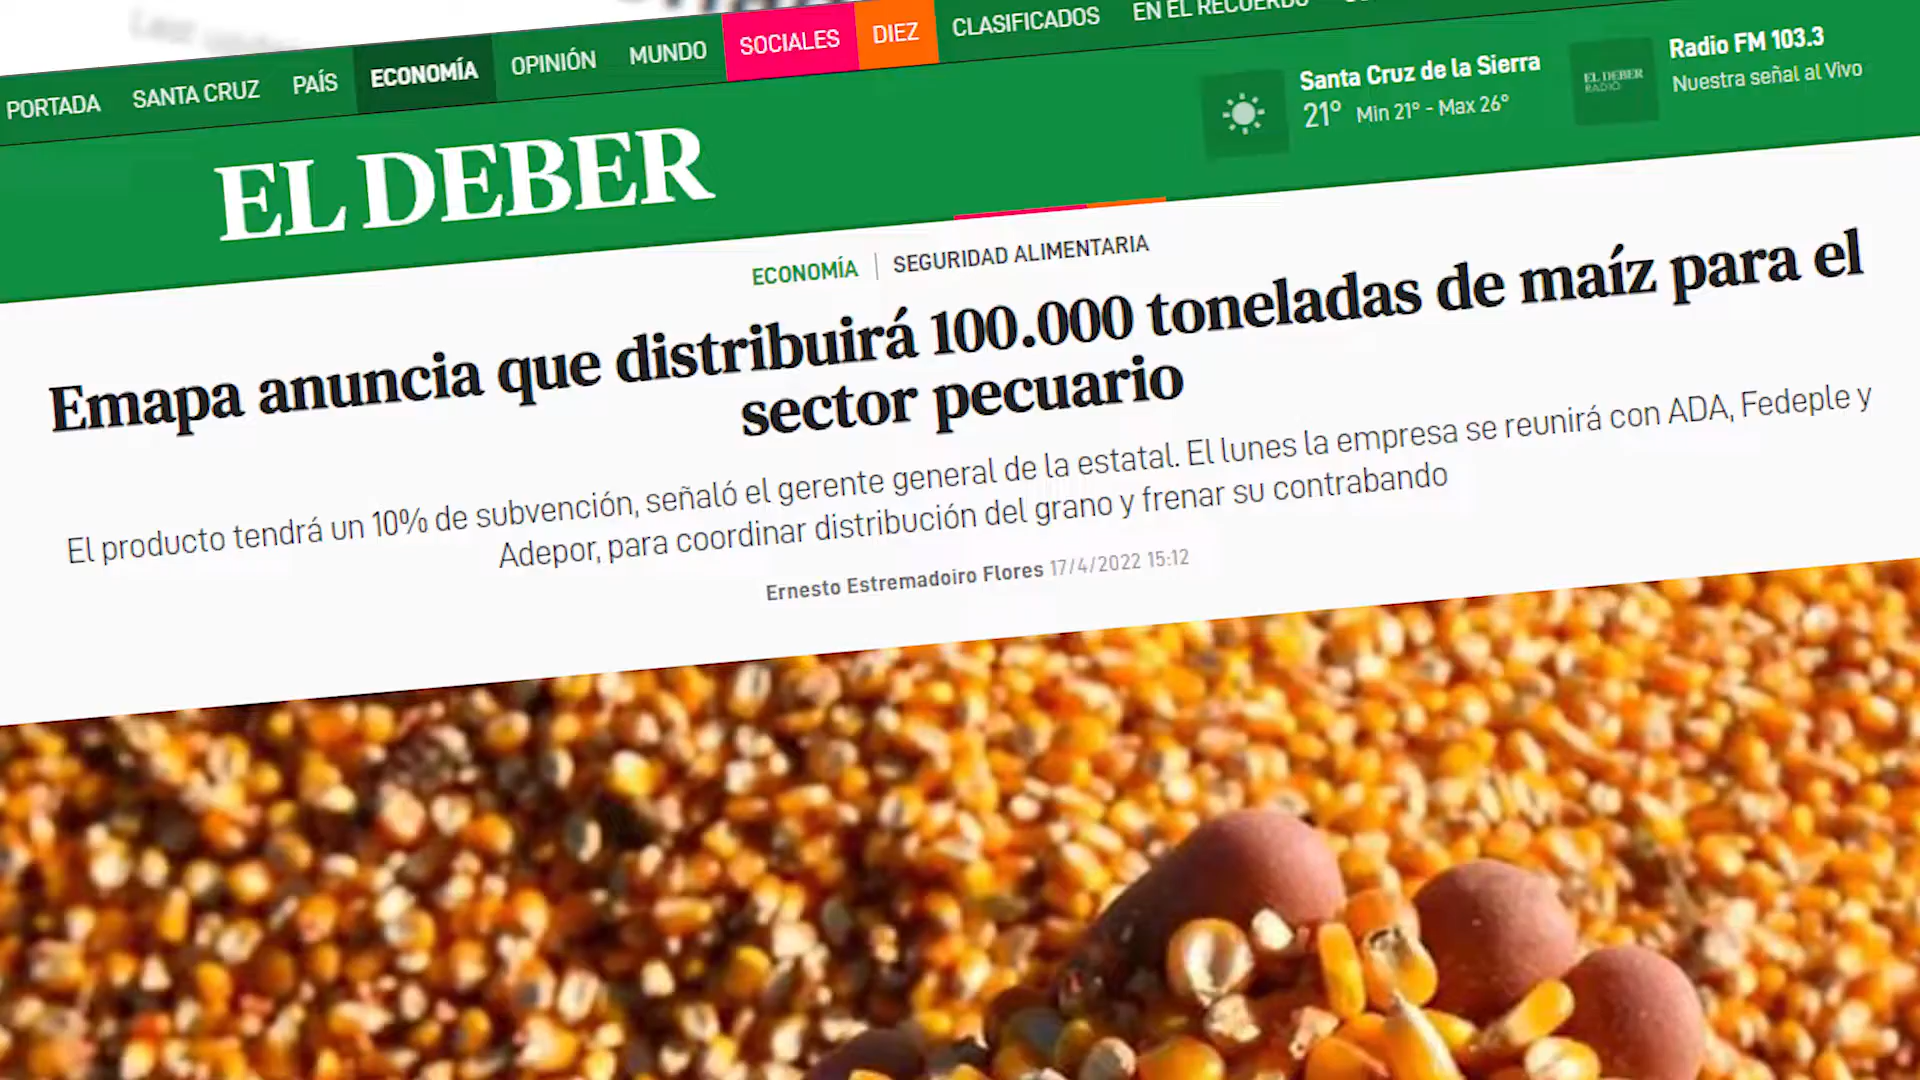 PORTADA SANTA CRUZ PAÍS ECONOMÍA OPINIÓN MUNDO SOCIALES DIEZ CLASIFICADOS EN EL RECUERDO
EL DEBER
Santa Cruz de la Sierra
21° Min 21° - Max 26°
EL DEBER
RADIO
Radio FM 103.3
Nuestra señal al Vivo
ECONOMÍA | SEGURIDAD ALIMENTARIA
Emapa anuncia que distribuirá 100.000 toneladas de maíz para el
sector pecuario
El producto tendrá un 10% de subvención, señaló el gerente general de la estatal. El lunes la empresa se reunirá con ADA, Fedeple y
Adepor, para coordinar distribución del grano y frenar su contrabando
Ernesto Estremadoiro Flores 17/4/2022 15:12